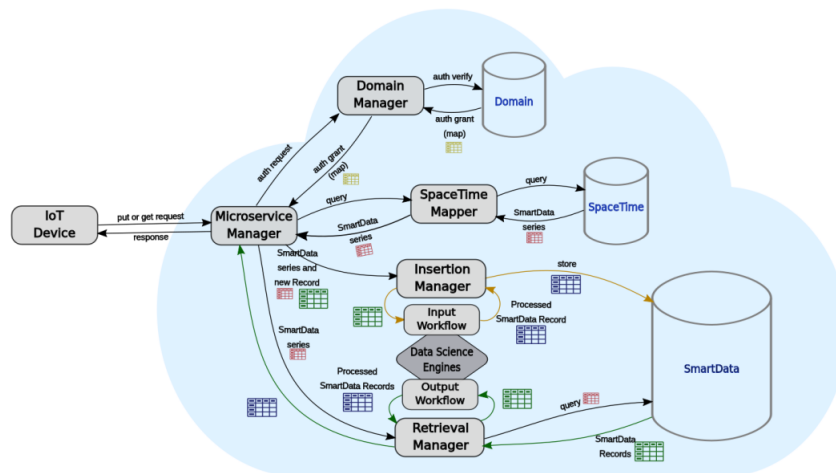 auth verify
Domain
Manager
Domain
auth grant
(map)
auth request
auth grant
(map)
query
SpaceTime
Mapper
query
SpaceTime
IoT
Device
put or get request
response
Microservice
Manager
SmartData
series
SmartData
series
SmartData
series and
new Record
Insertion
Manager
store
Input
Workflow
Processed
SmartData Record
SmartData
series
Data Science
Engines
SmartData
Processed
SmartData Records
Output
Workflow
query
Retrieval
Manager
SmartData
Records